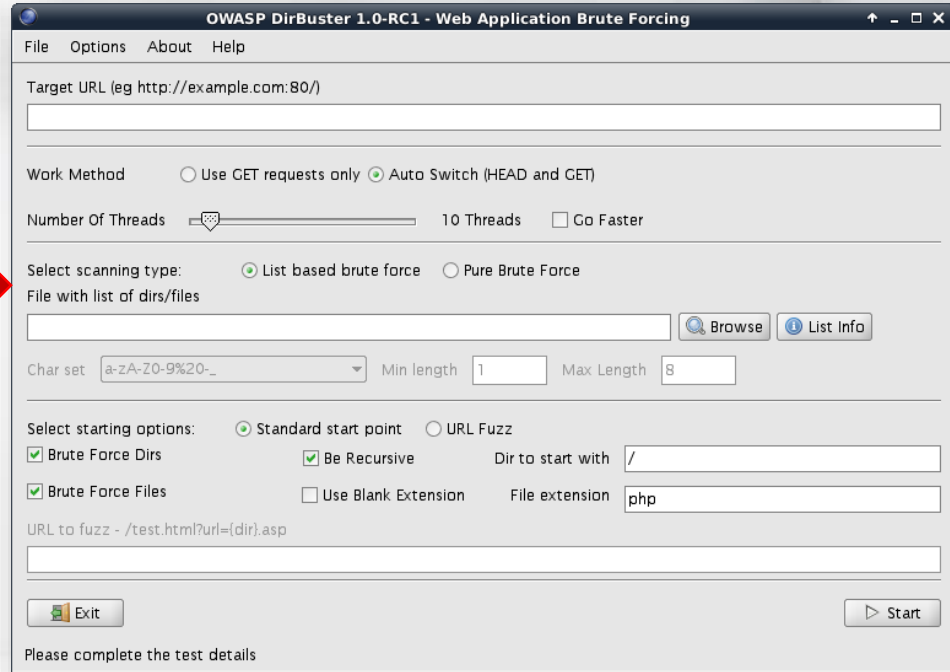 OWASP DirBuster 1.0-RC1 - Web Application Brute Forcing
File Options About Help
Target URL (eg http://example.com:80/)
Work Method Use GET requests only Auto Switch (HEAD and GET)
Number Of Threads 10 Threads Go Faster
Select scanning type: List based brute force Pure Brute Force
File with list of dirs/files
Browse List Info
Char set a-zA-Z0-9%20-_ Min length 1 Max Length 8
Select starting options: Standard start point URL Fuzz
Brute Force Dirs Be Recursive Dir to start with /
Brute Force Files Use Blank Extension File extension php
URL to fuzz - /test.html?url={dir}.asp
Exit Start
Please complete the test details